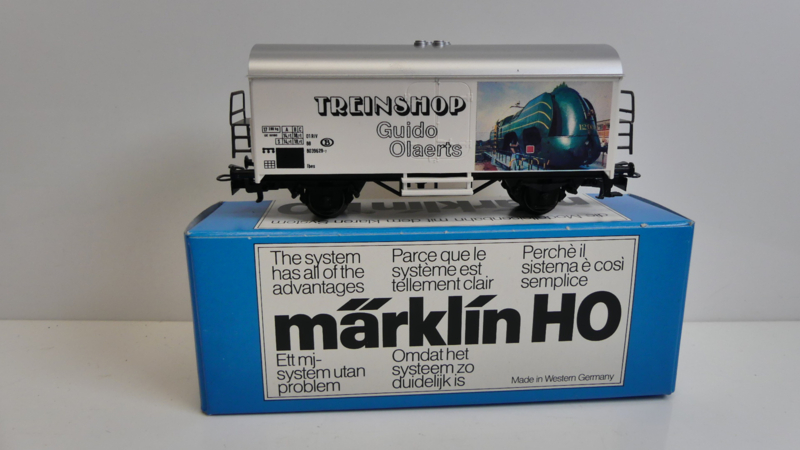 TREINSHOP
Guido
Olaerts
The system
has all of the
advantages
Parce que le
système est
tellement clair
Perchè il
sistema è così
semplice
märklin HO
Ett mj-
system utan
problem
Omdat het
systeem zo
duidelijk is
Made in Western Germany